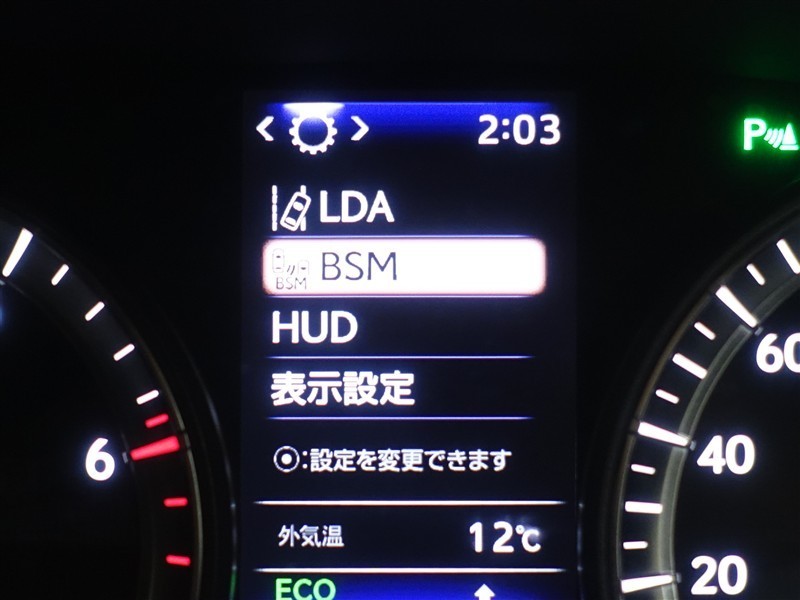 2:03
P
LDA
BSM BSM
HUD
表示設定
⦿:設定を変更できます
外気温 12℃
ECO
6
60
40
20